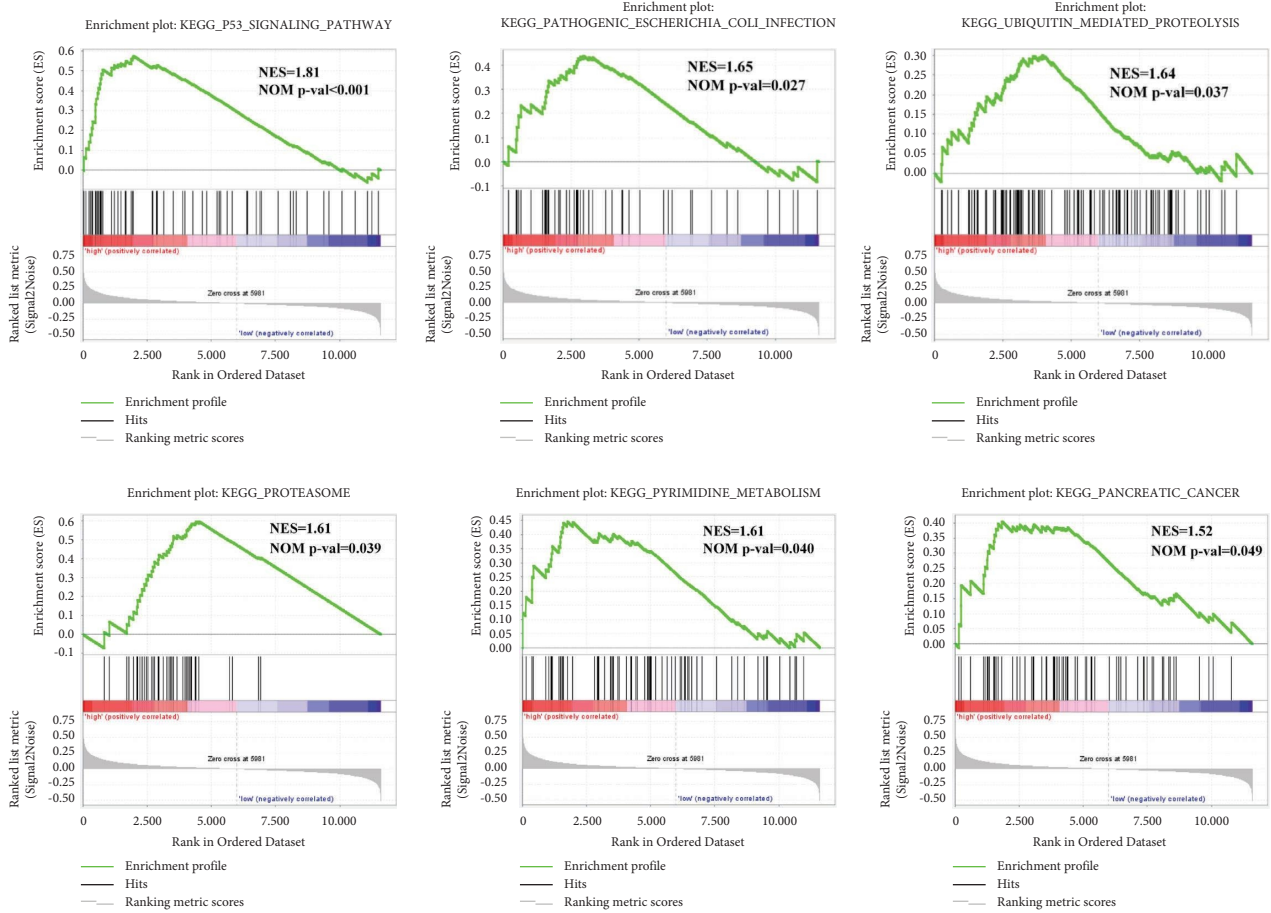 Enrichment plot: KEGG_P53_SIGNALING_PATHWAY
NES=1.81
NOM p-val<0.001
Enrichment score (ES)
0.6
0.5
0.4
0.3
0.2
0.1
0.0
'high' (positively correlated)
Ranked list metric
(Signal2Noise)
0.75
0.50
0.25
0.00
-0.25
-0.50
Zero cross at 5981
'low' (negatively correlated)
0
2.500
5.000
7.500
10.000
Rank in Ordered Dataset
Enrichment profile
Hits
Ranking metric scores
Enrichment plot:
KEGG_PATHOGENIC_ESCHERICHIA_COLI_INFECTION
NES=1.65
NOM p-val=0.027
Enrichment score (ES)
0.4
0.3
0.2
0.1
0.0
-0.1
'high' (positively correlated)
Ranked list metric
(Signal2Noise)
0.75
0.50
0.25
0.00
-0.25
-0.50
Zero cross at 5981
'low' (negatively correlated)
0
2.500
5.000
7.500
10.000
Rank in Ordered Dataset
Enrichment profile
Hits
Ranking metric scores
Enrichment plot:
KEGG_UBIQUITIN_MEDIATED_PROTEOLYSIS
NES=1.64
NOM p-val=0.037
Enrichment score (ES)
0.30
0.25
0.20
0.15
0.10
0.05
0.00
'high' (positively correlated)
Ranked list metric
(Signal2Noise)
0.75
0.50
0.25
0.00
-0.25
-0.50
Zero cross at 5981
'low' (negatively correlated)
0
2.500
5.000
7.500
10.000
Rank in Ordered Dataset
Enrichment profile
Hits
Ranking metric scores
Enrichment plot: KEGG_PROTEASOME
NES=1.61
NOM p-val=0.039
Enrichment score (ES)
0.6
0.5
0.4
0.3
0.2
0.1
0.0
-0.1
'high' (positively correlated)
Ranked list metric
(Signal2Noise)
0.75
0.50
0.25
0.00
-0.25
-0.50
Zero cross at 5981
'low' (negatively correlated)
0
2.500
5.000
7.500
10.000
Rank in Ordered Dataset
Enrichment profile
Hits
Ranking metric scores
Enrichment plot: KEGG_PYRIMIDINE_METABOLISM
NES=1.61
NOM p-val=0.040
Enrichment score (ES)
0.45
0.40
0.35
0.30
0.25
0.20
0.15
0.10
0.05
0.00
'high' (positively correlated)
Ranked list metric
(Signal2Noise)
0.75
0.50
0.25
0.00
-0.25
-0.50
Zero cross at 5981
'low' (negatively correlated)
0
2.500
5.000
7.500
10.000
Rank in Ordered Dataset
Enrichment profile
Hits
Ranking metric scores
Enrichment plot: KEGG_PANCREATIC_CANCER
NES=1.52
NOM p-val=0.049
Enrichment score (ES)
0.40
0.35
0.30
0.25
0.20
0.15
0.10
0.05
0.00
'high' (positively correlated)
Ranked list metric
(Signal2Noise)
0.75
0.50
0.25
0.00
-0.25
-0.50
Zero cross at 5981
'low' (negatively correlated)
0
2.500
5.000
7.500
10.000
Rank in Ordered Dataset
Enrichment profile
Hits
Ranking metric scores